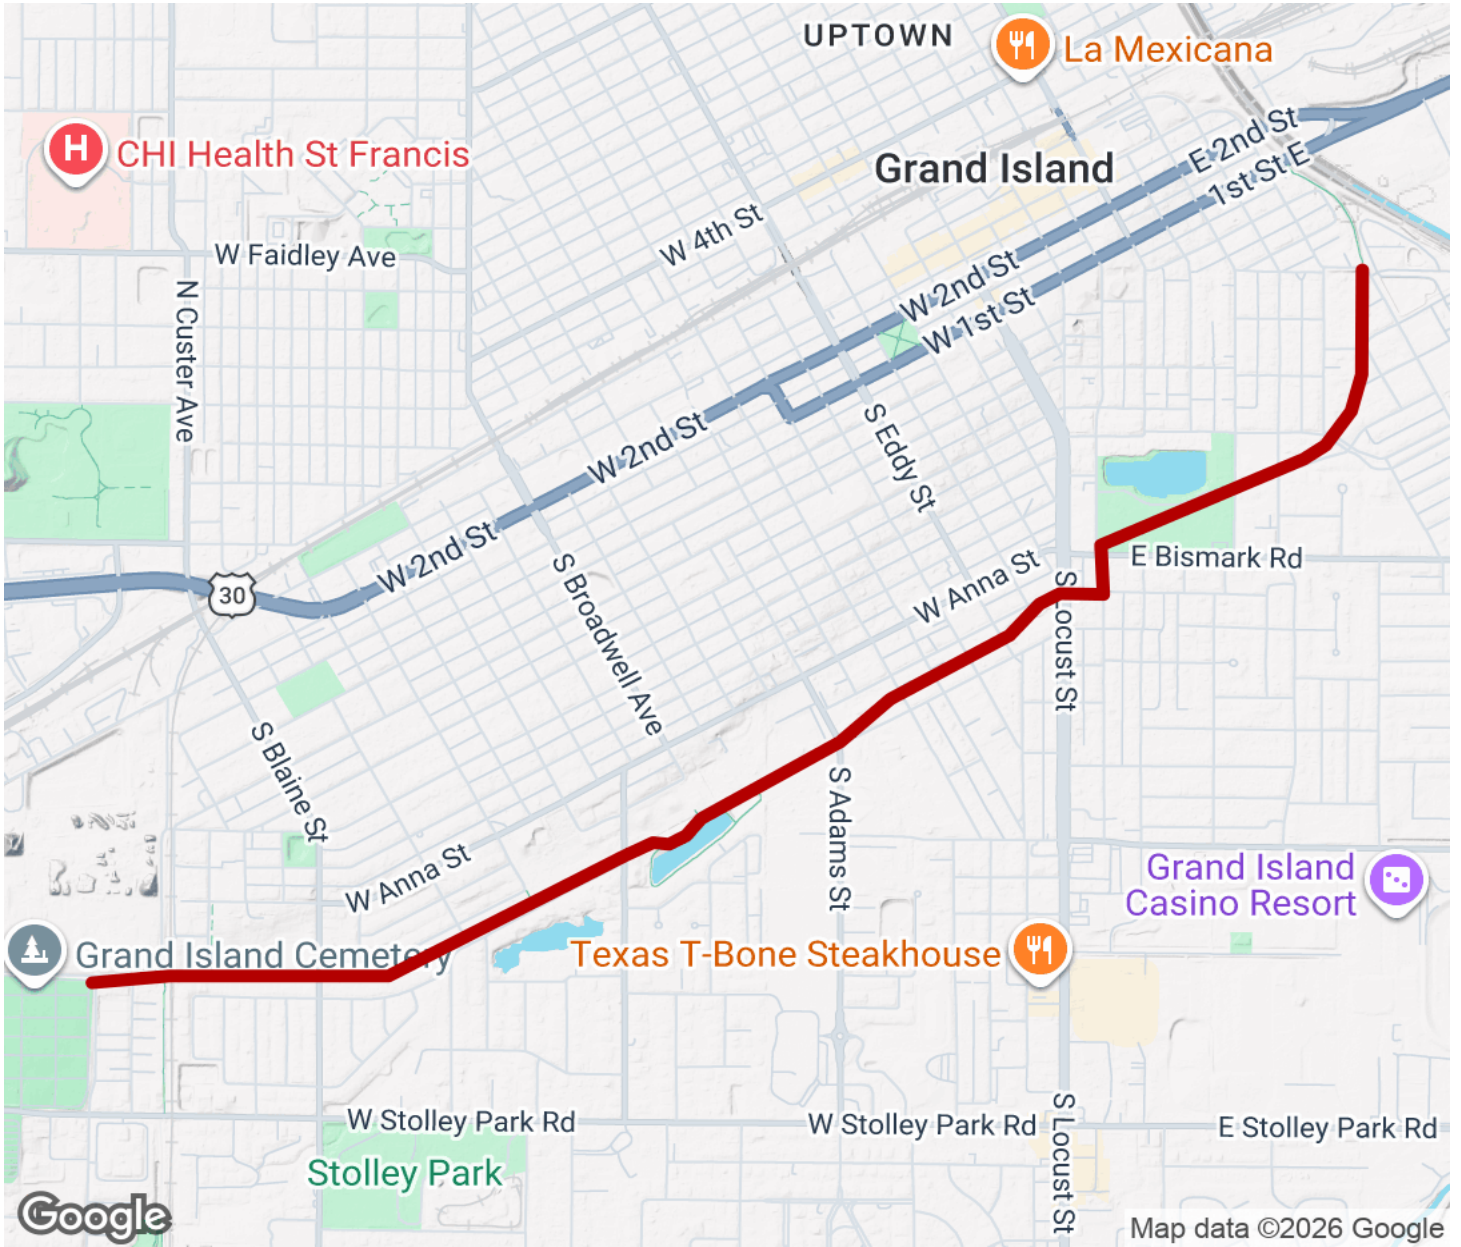 UPTOWN
La Mexicana
CHI Health St Francis
Grand Island
E 2nd St
1st St E
W 4th St
W Faidley Ave
N Custer Ave
W 2nd St
W 1st St
S Eddy St
W 2nd St
W 2nd St
30
S Broadwell Ave
W Anna St
E Bismark Rd
S Locust St
S Blaine St
S Adams St
W Anna St
Grand Island
Casino Resort
Grand Island Cemetery
Texas T-Bone Steakhouse
W Stolley Park Rd
W Stolley Park Rd
E Stolley Park Rd
S Locust St
Stolley Park
Google
Map data ©2026 Google